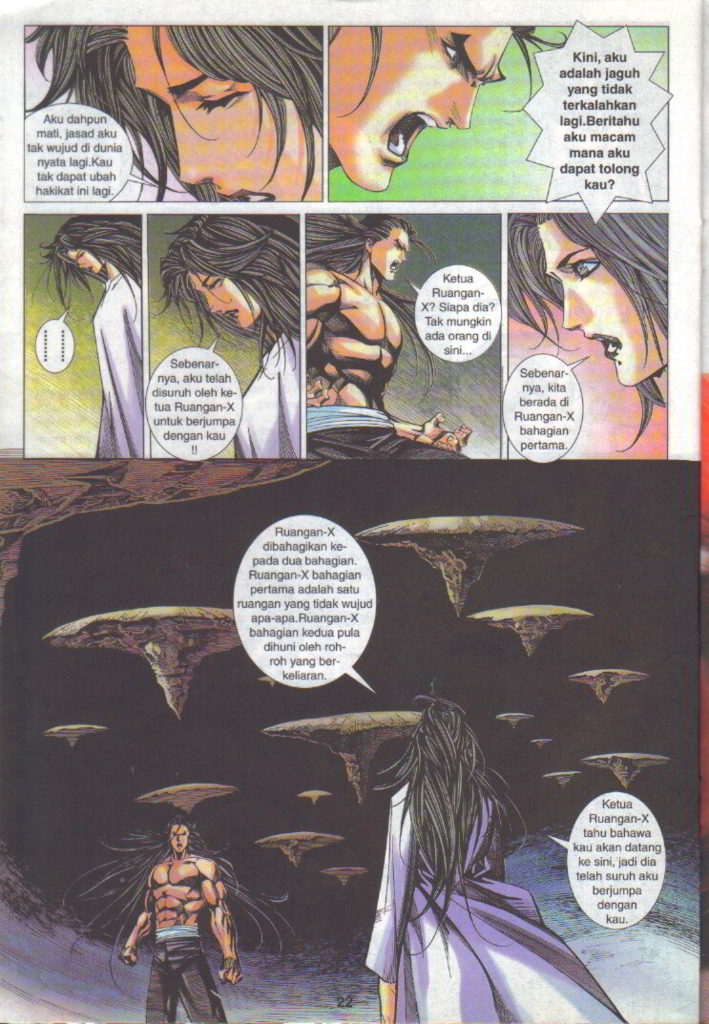 Aku dahpun
mati, jasad aku
tak wujud di dunia
nyata lagi.Kau
tak dapat ubah
hakikat ini lagi.
Kini, aku
adalah jaguh
yang tidak
terkalahkan
lagi.Beritahu
aku macam
mana aku
dapat tolong
kau?
Sebenar-
nya, aku telah
disuruh oleh ke-
tua Ruangan-X
untuk berjumpa
dengan kau
!!
Ketua
Ruangan-
X? Siapa dia?
Tak mungkin
ada orang di
sini...
Sebenar-
nya, kita
berada di
Ruangan-X
bahagian
pertama.
Ruangan-X
dibahagikan ke-
pada dua bahagian.
Ruangan-X bahagian
pertama adalah satu
ruangan yang tidak wujud
apa-apa.Ruangan-X
bahagian kedua pula
dihuni oleh roh-
roh yang ber-
keliaran.
Ketua
Ruangan-X
tahu bahawa
kau akan datang
ke sini, jadi dia
telah suruh aku
berjumpa
dengan
kau.
22